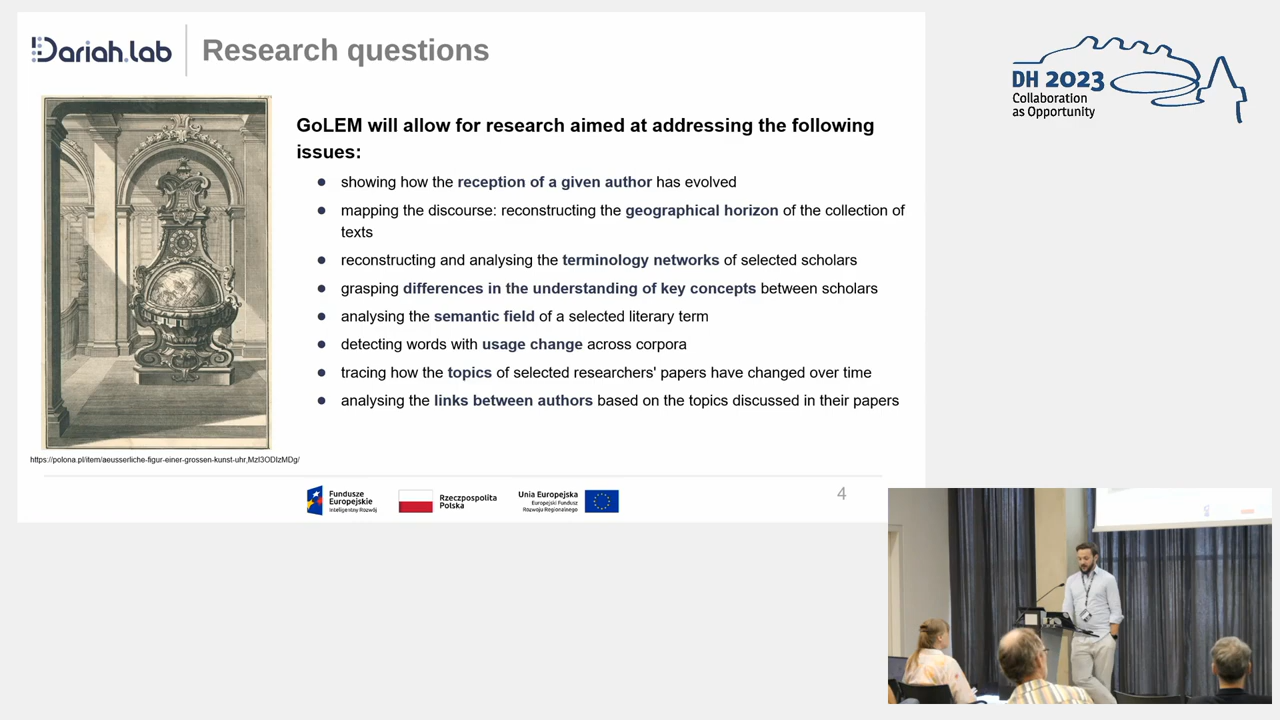 Dariah.lab
Research questions
DH 2023
Collaboration
as Opportunity
GoLEM will allow for research aimed at addressing the following
issues:
● showing how the reception of a given author has evolved
● mapping the discourse: reconstructing the geographical horizon of the collection of
texts
● reconstructing and analysing the terminology networks of selected scholars
● grasping differences in the understanding of key concepts between scholars
● analysing the semantic field of a selected literary term
● detecting words with usage change across corpora
● tracing how the topics of selected researchers' papers have changed over time
● analysing the links between authors based on the topics discussed in their papers
https://polona.pl/item/aeusserliche-figur-einer-grossen-kunst-uhr,MzI3ODIzMDg/
Fundusze
Europejskie
Inteligentny Rozwój
Rzeczpospolita
Polska
Unia Europejska
Europejski Fundusz
Rozwoju Regionalnego
4